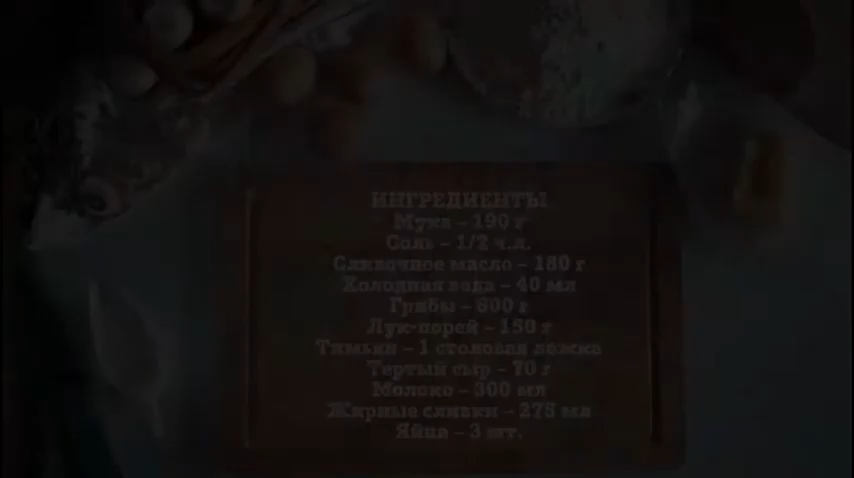 ИНГРЕДИЕНТЫ
Мука – 190 г
Соль – 1/2 ч.л.
Сливочное масло – 180 г
Холодная вода – 40 мл
Грибы – 600 г
Лук-порей – 150 г
Тимьян – 1 столовая ложка
Тертый сыр – 70 г
Молоко – 300 мл
Жирные сливки – 275 мл
Яйца – 3 шт.